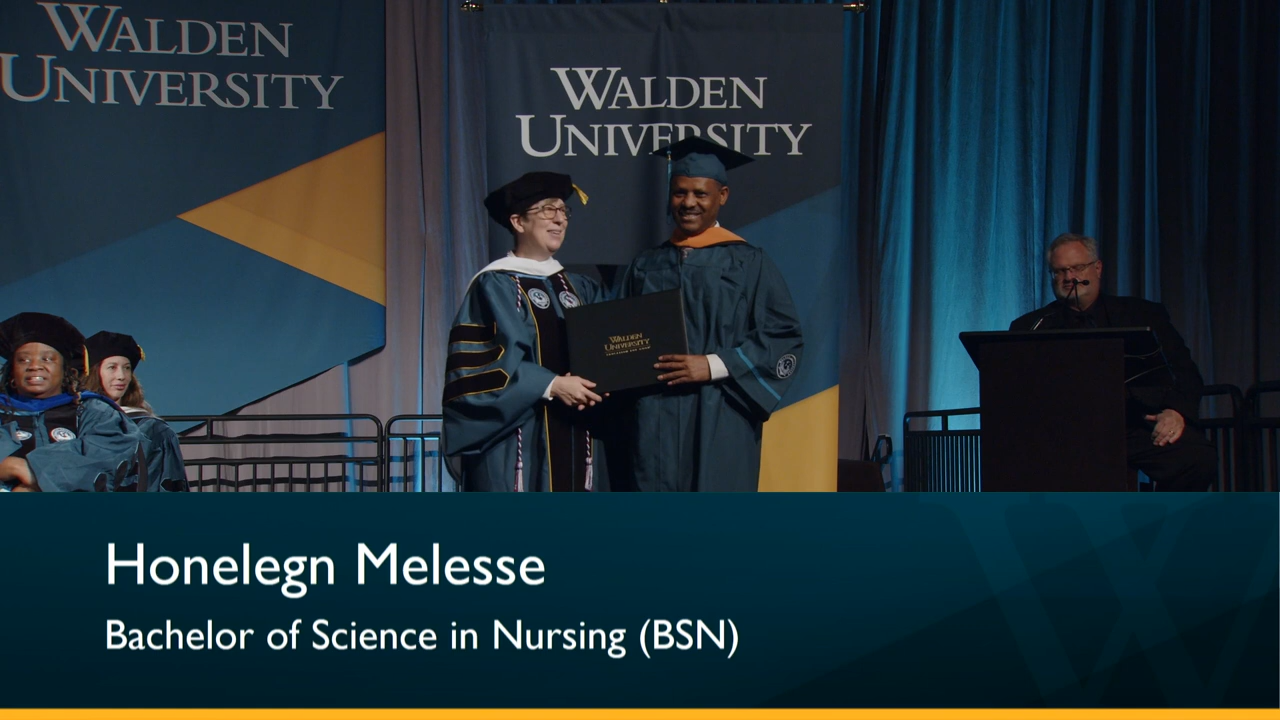 WALDEN
UNIVERSITY
WALDEN
UNIVERSITY
WALDEN
UNIVERSITY
Honelegn Melesse
Bachelor of Science in Nursing (BSN)